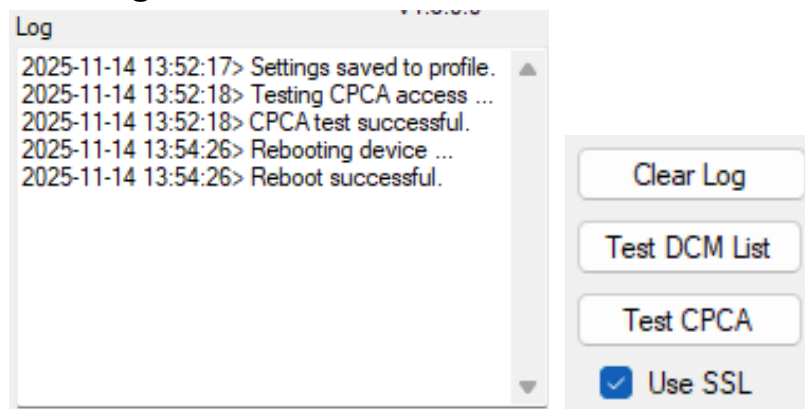 Log
2025-11-14 13:52:17> Settings saved to profile.
2025-11-14 13:52:18> Testing CPCA access ...
2025-11-14 13:52:18> CPCA test successful.
2025-11-14 13:54:26> Rebooting device ...
2025-11-14 13:54:26> Reboot successful.
Clear Log
Test DCM List
Test CPCA
Use SSL